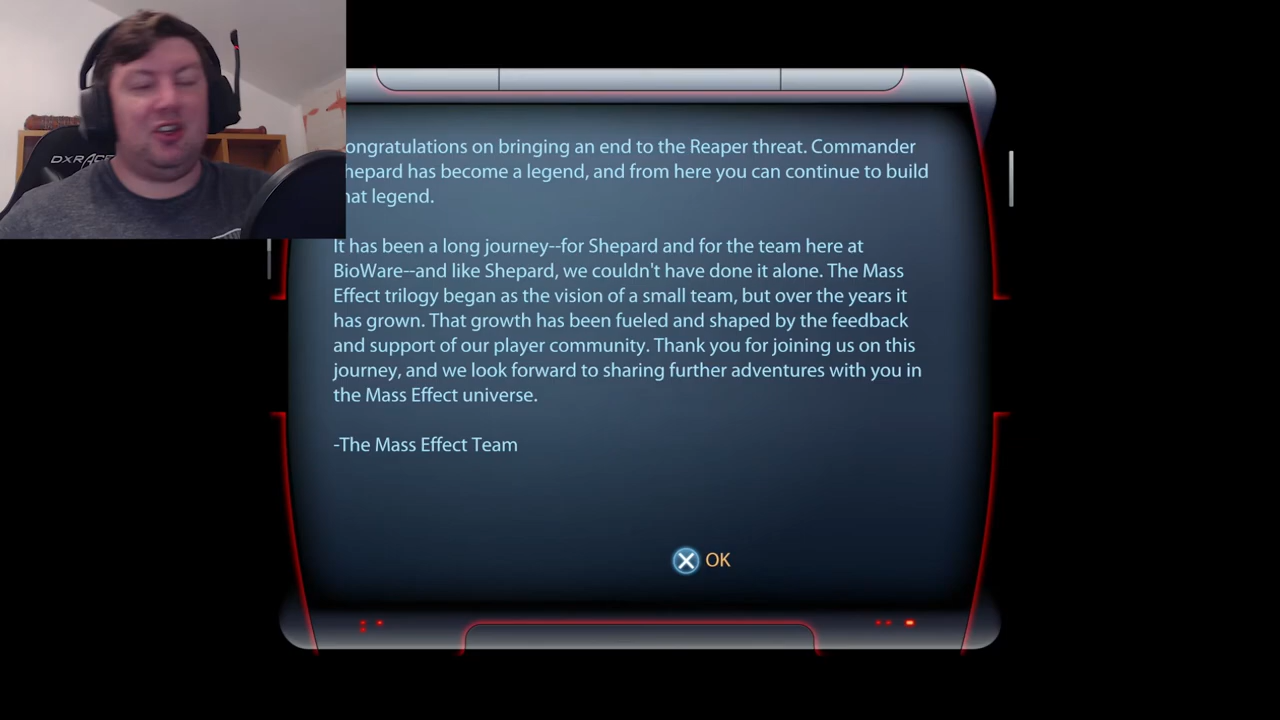 DXRACE
ongratulations on bringing an end to the Reaper threat. Commander
hepard has become a legend, and from here you can continue to build
hat legend.
It has been a long journey--for Shepard and for the team here at
BioWare--and like Shepard, we couldn't have done it alone. The Mass
Effect trilogy began as the vision of a small team, but over the years it
has grown. That growth has been fueled and shaped by the feedback
and support of our player community. Thank you for joining us on this
journey, and we look forward to sharing further adventures with you in
the Mass Effect universe.
-The Mass Effect Team
OK